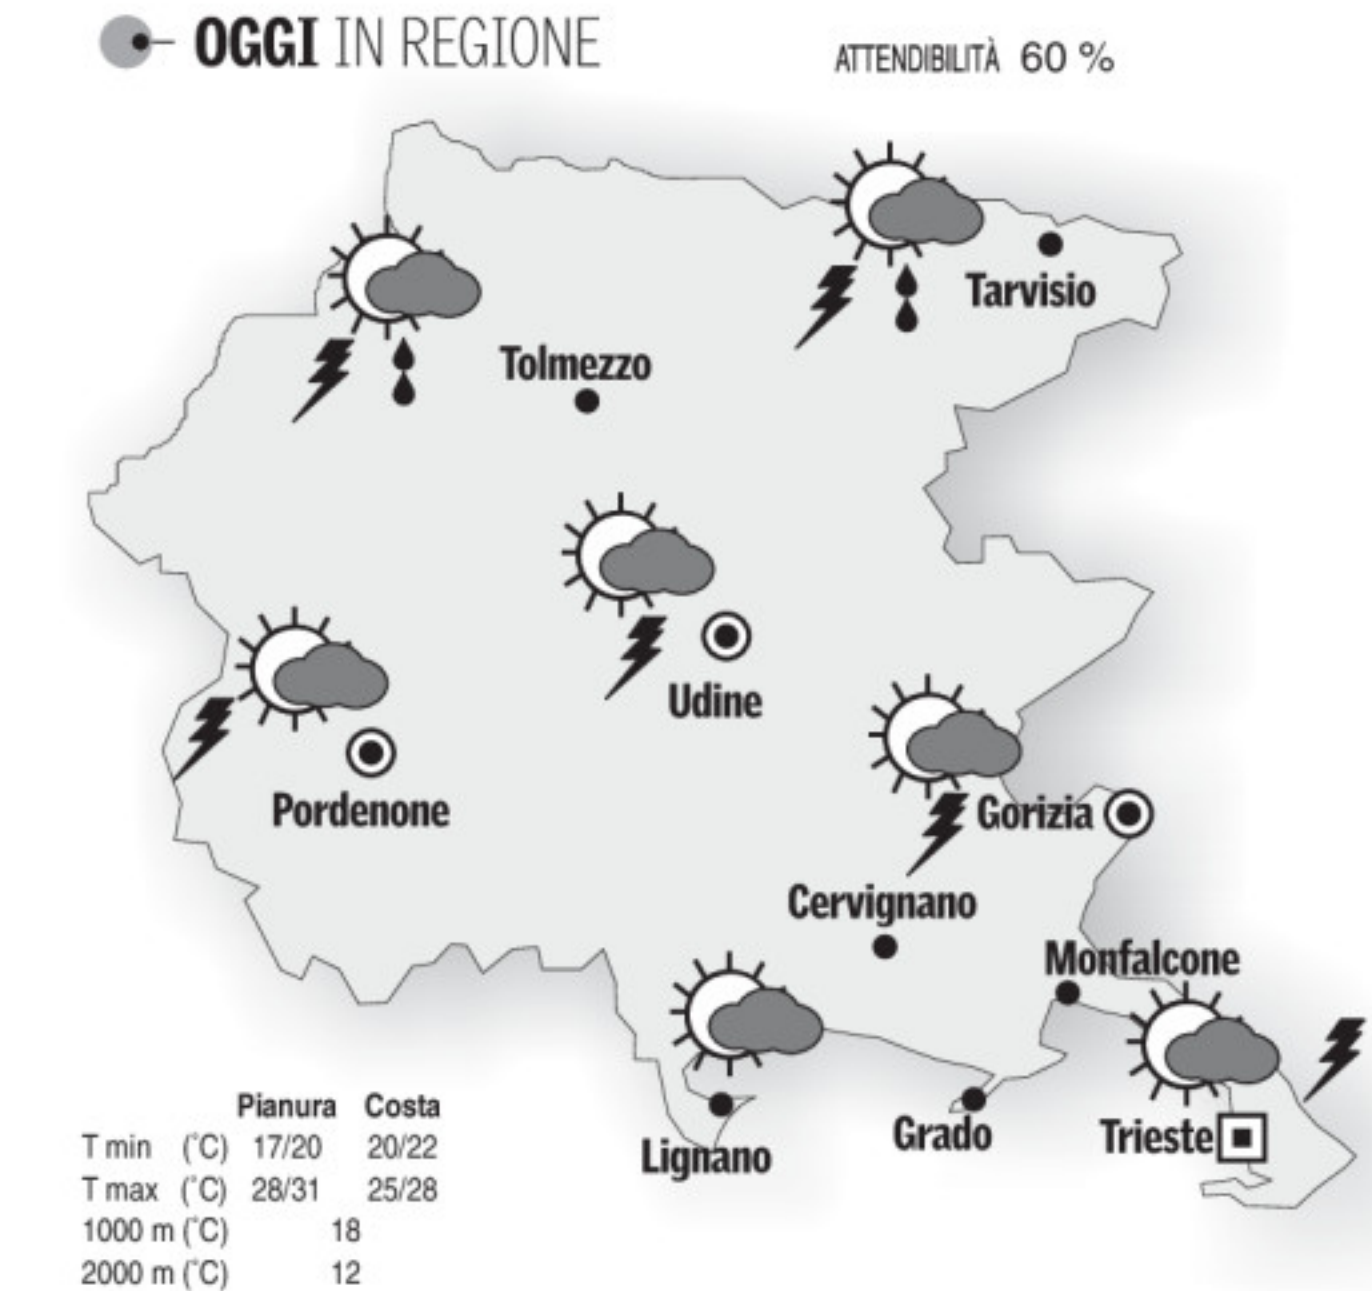 OGGI IN REGIONE
ATTENDIBILITÀ 60 %
Tarvisio
Tolmezzo
Udine
Pordenone
Gorizia
Cervignano
Monfalcone
Grado
Trieste
Lignano
Pianura Costa
T min (°C) 17/20 20/22
T max (°C) 28/31 25/28
1000 m (°C) 18
2000 m (°C) 12